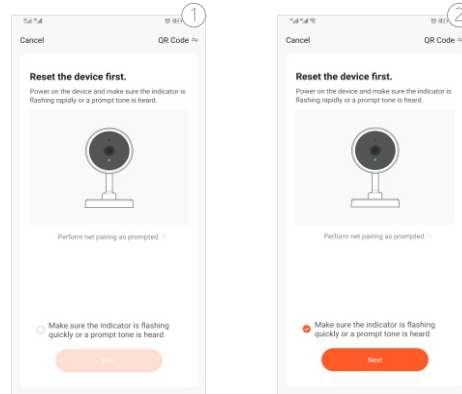 1
Cancel
QR Code
Reset the device first.
Power on the device and make sure the indicator is
flashing rapidly or a prompt tone is heard.
Perform net pairing as prompted. >
Make sure the indicator is flashing
quickly or a prompt tone is heard
Next
2
Cancel
QR Code
Reset the device first.
Power on the device and make sure the indicator is
flashing rapidly or a prompt tone is heard.
Perform net pairing as prompted. >
Make sure the indicator is flashing
quickly or a prompt tone is heard
Next